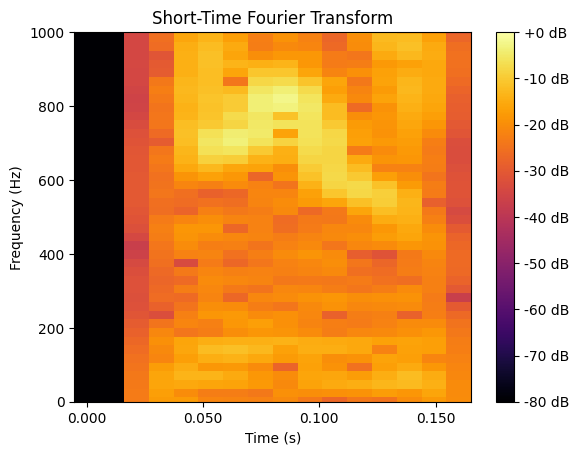 Short-Time Fourier Transform
1000
800
600
400
200
0
Frequency (Hz)
0.000
0.050
0.100
0.150
Time (s)
+0 dB
-10 dB
-20 dB
-30 dB
-40 dB
-50 dB
-60 dB
-70 dB
-80 dB